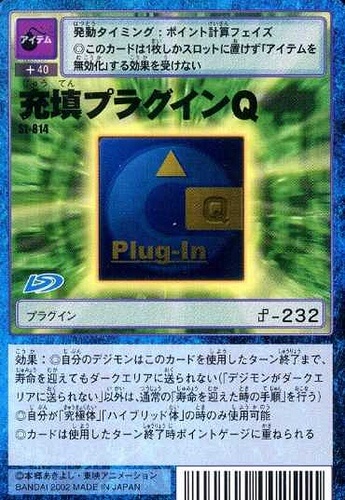 アイテム
+40
はつどう けいさん
発動タイミング：ポイント計算フェイズ
◎このカードは1枚しかスロットに置けず「アイテムを
無効化」する効果を受けない
じゅう てん
充填プラグインQ
St-814
Q
Plug-In
プラグイン
-232
効果：◎自分のデジモンはこのカードを使用したターン終了まで、
寿命を迎えてもダークエリアに送られない(「デジモンがダークエ
リアに送られない」以外は、通常の「寿命を迎えた時の手順」を行う)
◎自分が「究極体」「ハイブリッド体」の時のみ使用可能
◎カードは使用したターン終了時ポイントゲージに重ねられる
©本郷あきよし・東映アニメーション
BANDAI 2002 MADE IN JAPAN